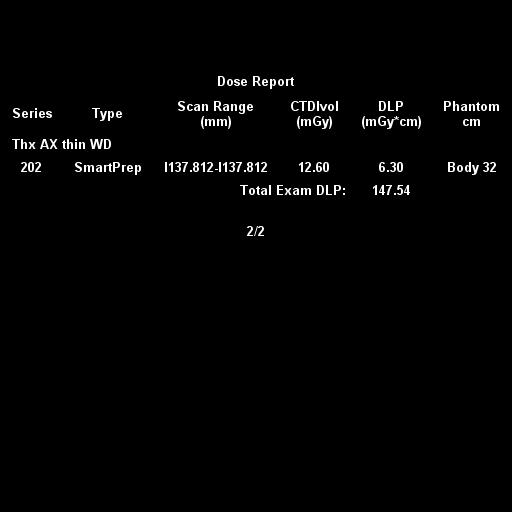 Dose Report
Series Type Scan Range (mm) CTDIvol (mGy) DLP (mGy*cm) Phantom cm
Thx AX thin WD
202 SmartPrep I137.812-I137.812 12.60 6.30 Body 32
Total Exam DLP: 147.54
2/2